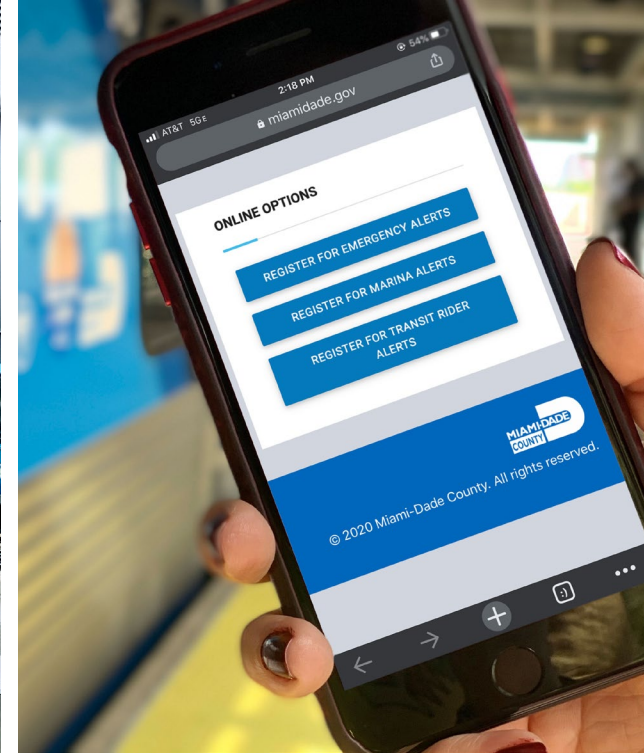 AT&T 5GE
2:18 PM
54%
miamidade.gov
ONLINE OPTIONS
REGISTER FOR EMERGENCY ALERTS
REGISTER FOR MARINA ALERTS
REGISTER FOR TRANSIT RIDER
ALERTS
MIAMI-DADE
COUNTY
© 2020 Miami-Dade County. All rights reserved.
:)